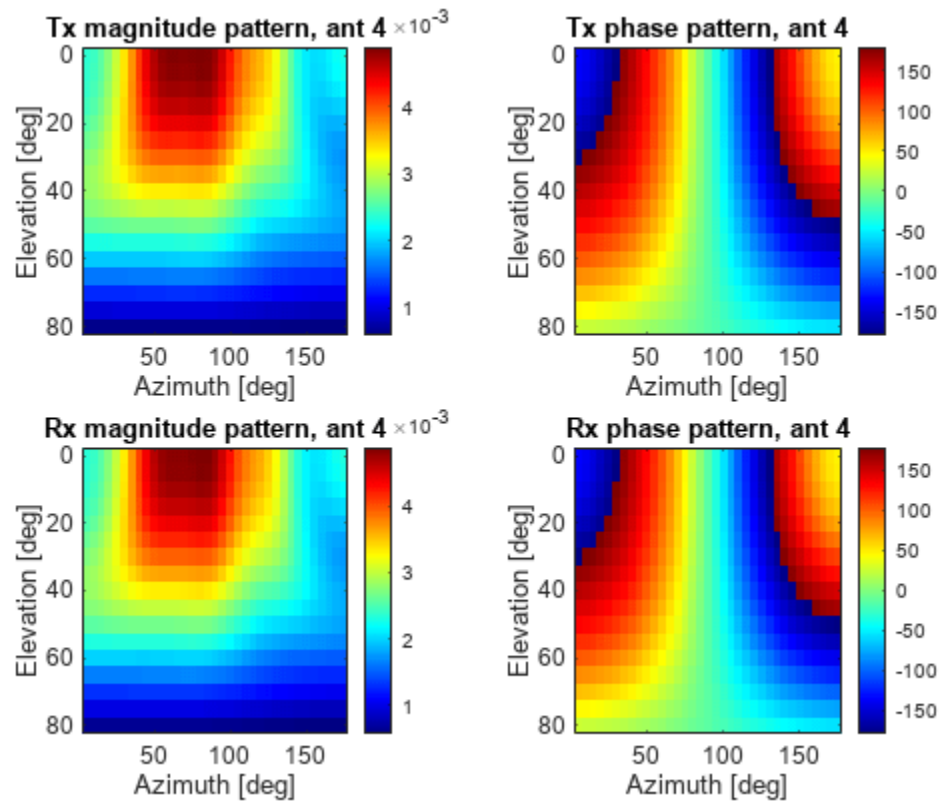 Tx magnitude pattern, ant 4 ×10⁻³
0
20
40
60
80
Elevation [deg]
50 100 150
Azimuth [deg]
4
3
2
1
Tx phase pattern, ant 4
0
20
40
60
80
Elevation [deg]
50 100 150
Azimuth [deg]
150
100
50
0
-50
-100
-150
Rx magnitude pattern, ant 4 ×10⁻³
0
20
40
60
80
Elevation [deg]
50 100 150
Azimuth [deg]
4
3
2
1
Rx phase pattern, ant 4
0
20
40
60
80
Elevation [deg]
50 100 150
Azimuth [deg]
150
100
50
0
-50
-100
-150